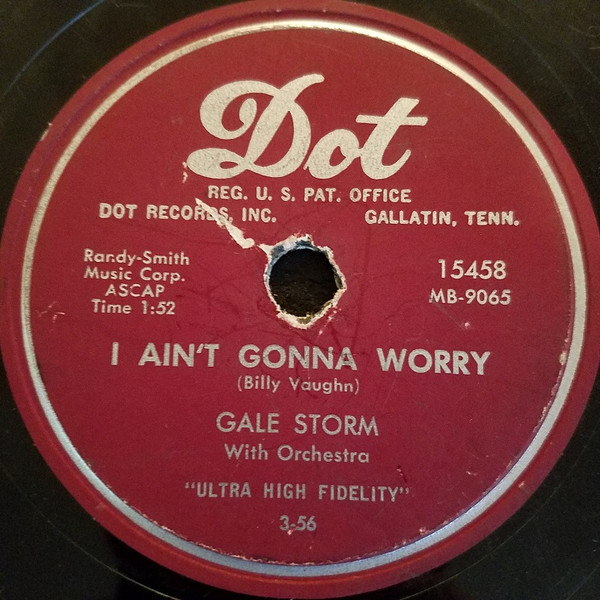 Dot
REG. U. S. PAT. OFFICE
DOT RECORDS, INC. GALLATIN, TENN.
Randy-Smith
Music Corp.
ASCAP
Time 1:52
15458
MB-9065
I AIN'T GONNA WORRY
(Billy Vaughn)
GALE STORM
With Orchestra
"ULTRA HIGH FIDELITY"
3-56